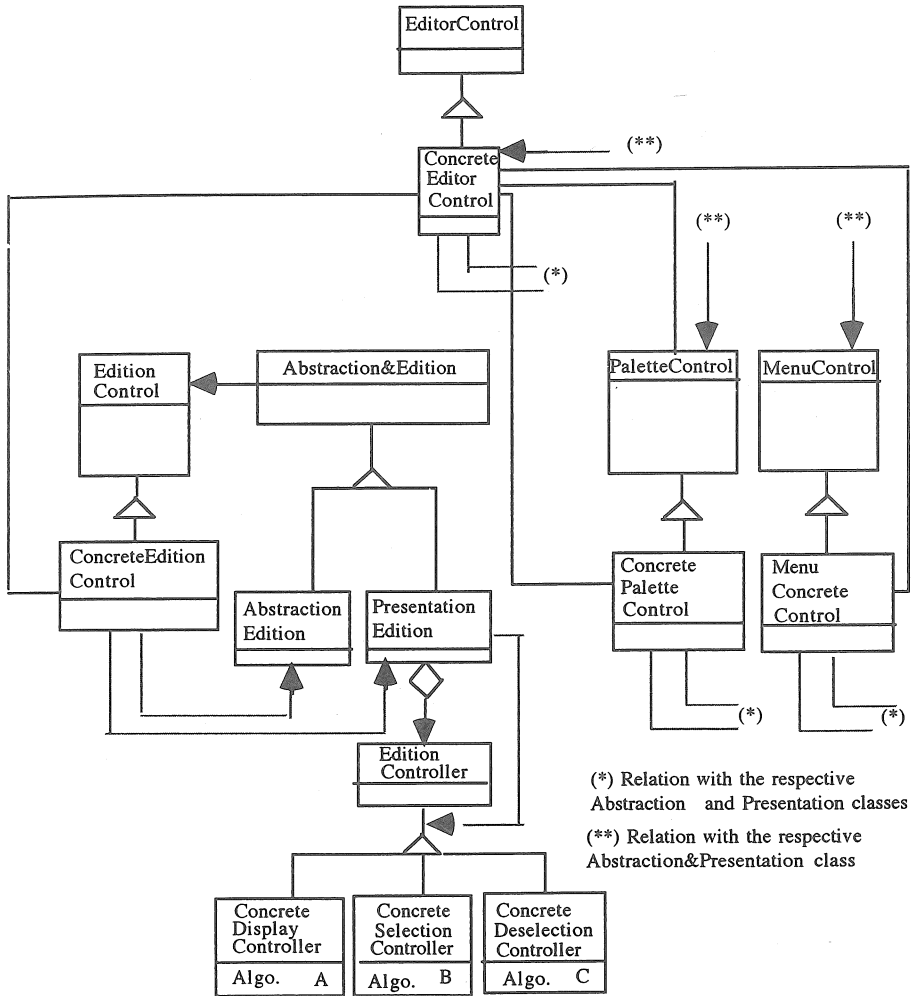 EditorControl
Concrete
Editor
Control
(**)
(*)
(**)
(**)
Edition
Control
Abstraction&Edition
PaletteControl
MenuControl
ConcreteEdition
Control
Abstraction
Edition
Presentation
Edition
Concrete
Palette
Control
Menu
Concrete
Control
(*)
(*)
Edition
Controller
(*) Relation with the respective
Abstraction and Presentation classes
(**) Relation with the respective
Abstraction&Presentation class
Concrete
Display
Controller
Algo. A
Concrete
Selection
Controller
Algo. B
Concrete
Deselection
Controller
Algo. C